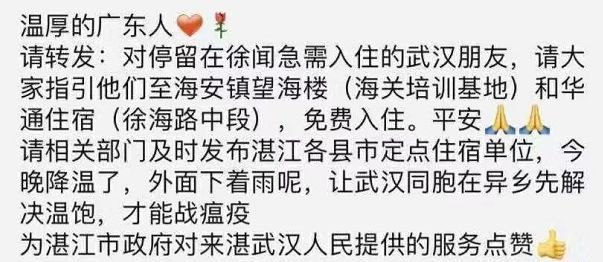 温厚的广东人❤️🌹
请转发：对停留在徐闻急需入住的武汉朋友，请大
家指引他们至海安镇望海楼（海关培训基地）和华
通住宿（徐海路中段），免费入住。平安🙏🙏
请相关部门及时发布湛江各县市定点住宿单位，今
晚降温了，外面下着雨呢，让武汉同胞在异乡先解
决温饱，才能战瘟疫
为湛江市政府对来湛武汉人民提供的服务点赞👍